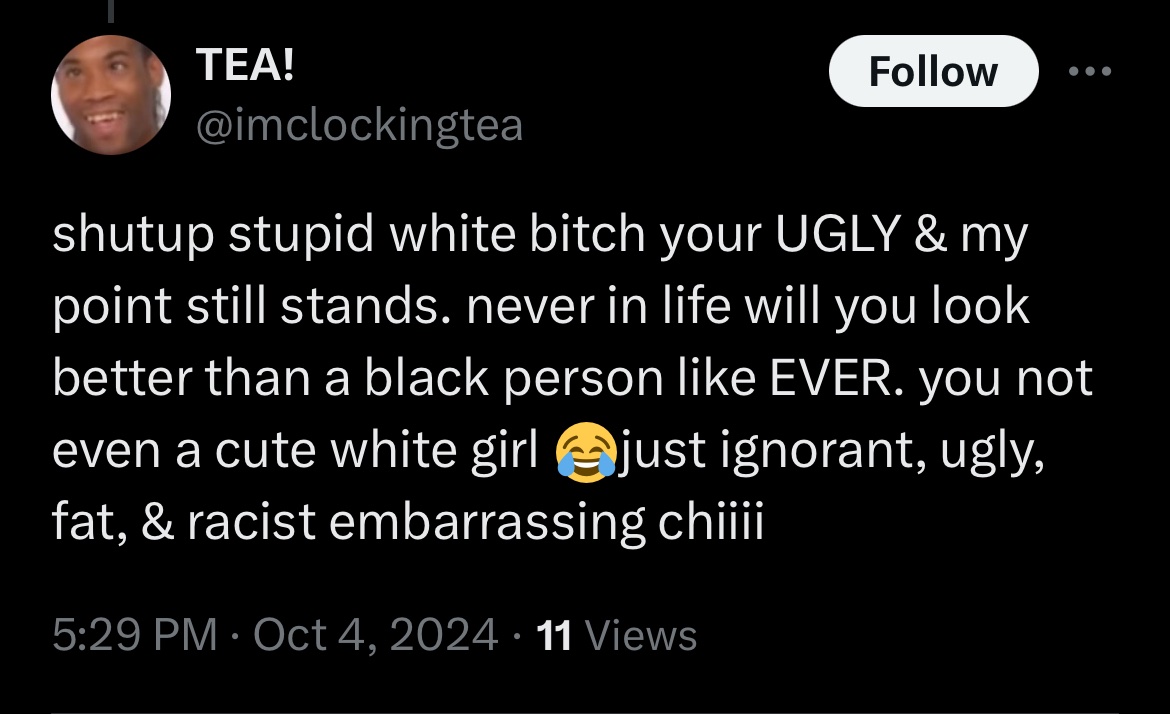 TEA!
Follow
@imclockingtea
shutup stupid white bitch your UGLY & my
point still stands. never in life will you look
better than a black person like EVER. you not
even a cute white girl 😂just ignorant, ugly,
fat, & racist embarrassing chiiii
5:29 PM · Oct 4, 2024 · 11 Views